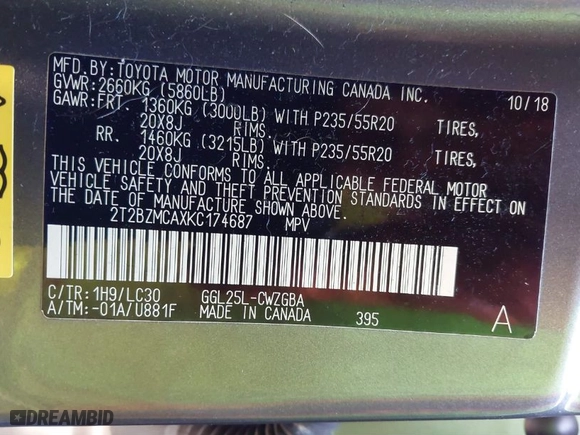 MFD.BY:TOYOTA MOTOR MANUFACTURING CANADA INC.
GVWR:2660KG (5860LB) 10/18
GAWR:FRT. 1360KG (3000LB) WITH P235/55R20 TIRES,
20X8J RIMS.
RR. 1460KG (3215LB) WITH P235/55R20 TIRES,
20X8J RIMS.
THIS VEHICLE CONFORMS TO ALL APPLICABLE FEDERAL MOTOR
VEHICLE SAFETY AND THEFT PREVENTION STANDARDS IN EFFECT ON
THE DATE OF MANUFACTURE SHOWN ABOVE.
2T2BZMCAXKC174687 MPV
C/TR: 1H9/LC30 GGL25L-CWZGBA
A/TM:-01A/U881F MADE IN CANADA 395 A
DREAMBID